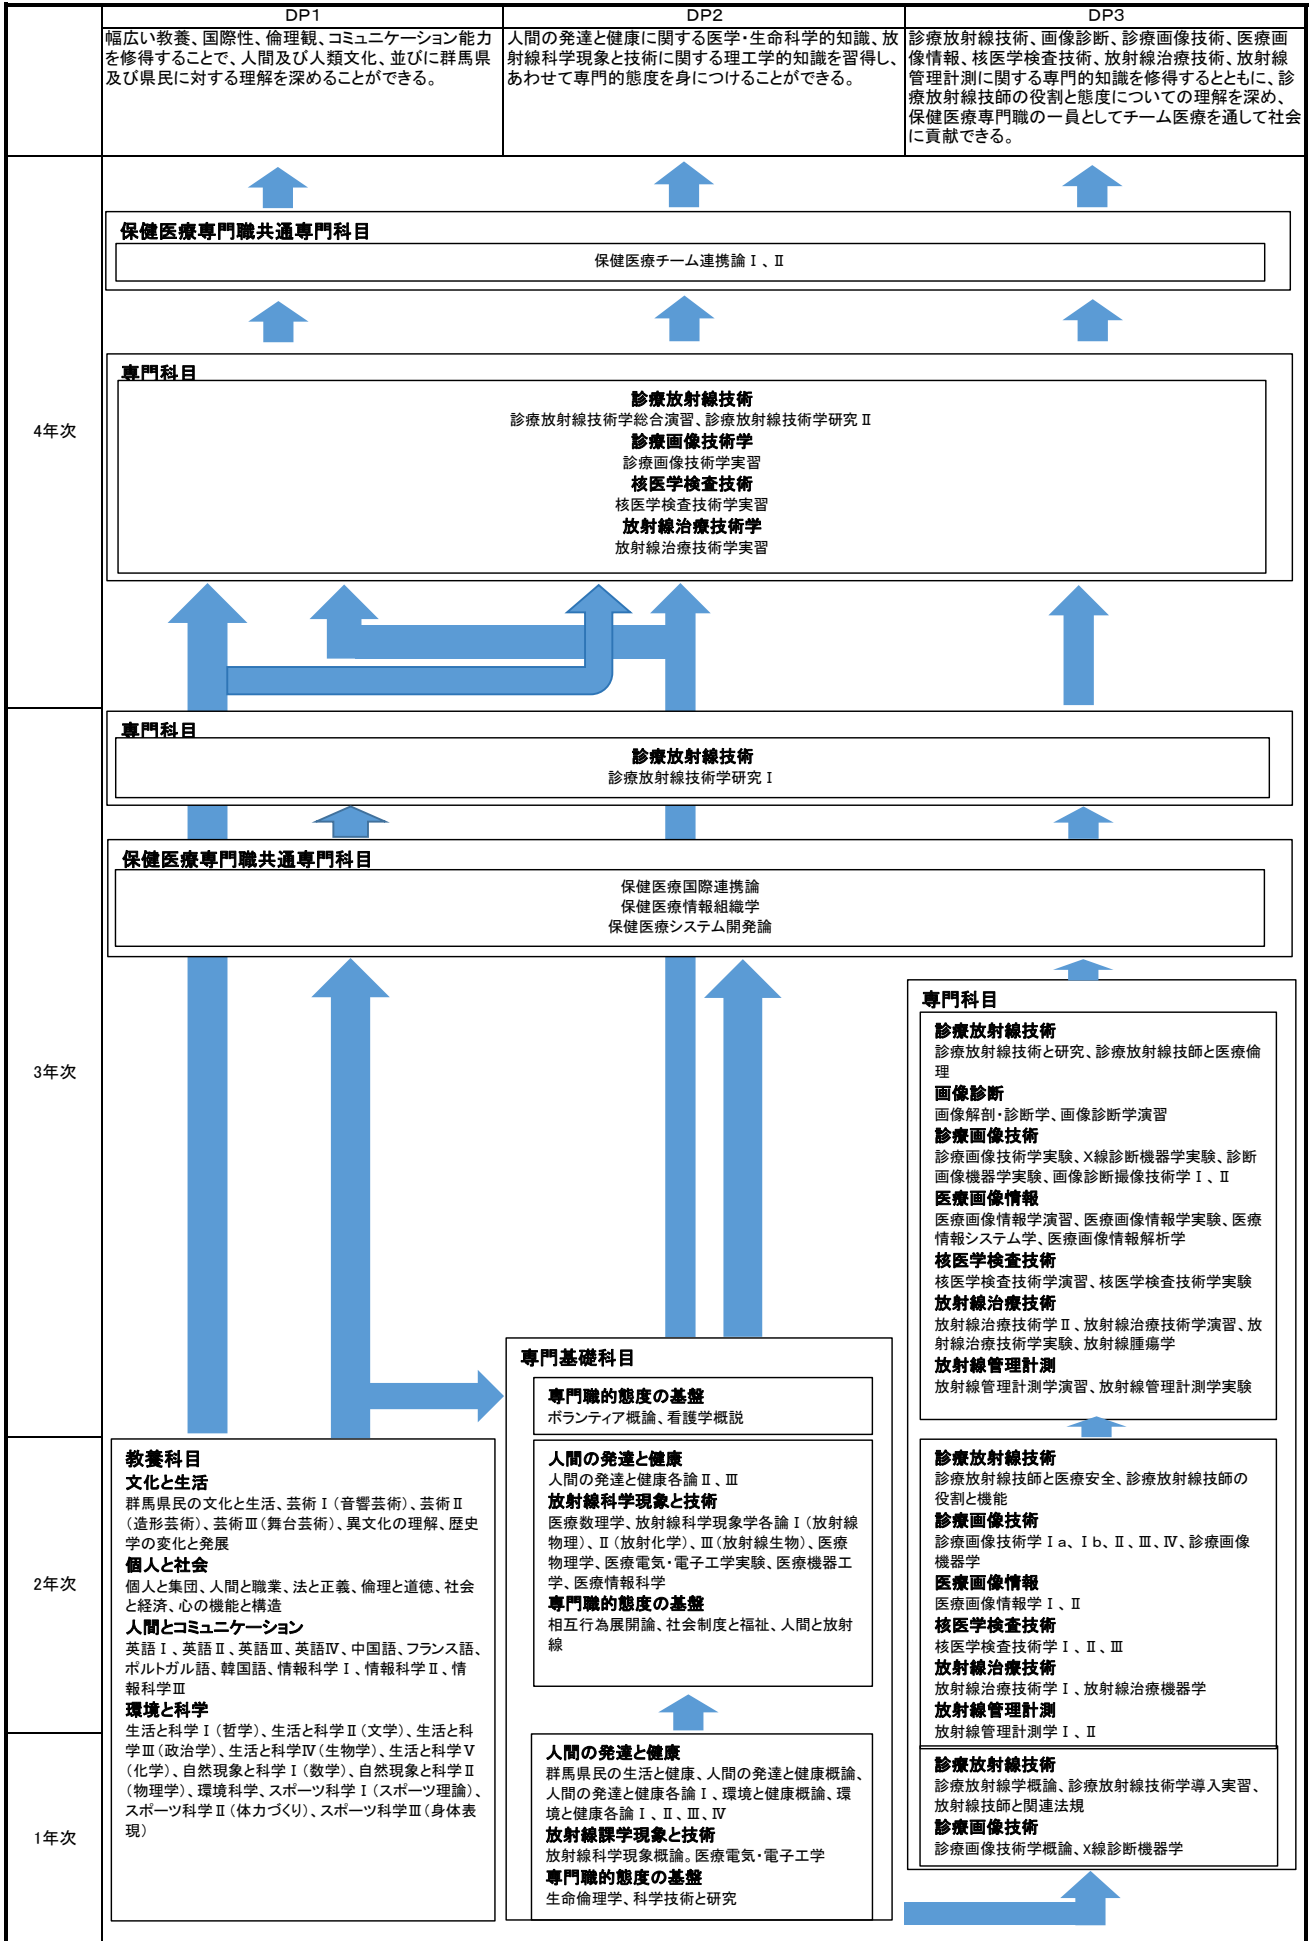 DP1
DP2
DP3
幅広い教養、国際性、倫理観、コミュニケーション能力
を修得することで、人間及び人類文化、並びに群馬県
及び県民に対する理解を深めることができる。
人間の発達と健康に関する医学・生命科学的知識、放
射線科学現象と技術に関する理工学的知識を習得し、
あわせて専門的態度を身につけることができる。
診療放射線技術、画像診断、診療画像技術、医療画
像情報、核医学検査技術、放射線治療技術、放射線
管理計測に関する専門的知識を修得するとともに、診
療放射線技師の役割と態度についての理解を深め、
保健医療専門職の一員としてチーム医療を通して社会
に貢献できる。
4年次
保健医療専門職共通専門科目
保健医療チーム連携論Ⅰ、Ⅱ
専門科目
診療放射線技術
診療放射線技術学総合演習、診療放射線技術学研究Ⅱ
診療画像技術学
診療画像技術学実習
核医学検査技術
核医学検査技術学実習
放射線治療技術学
放射線治療技術学実習
3年次
専門科目
診療放射線技術
診療放射線技術学研究Ⅰ
保健医療専門職共通専門科目
保健医療国際連携論
保健医療情報組織学
保健医療システム開発論
専門科目
診療放射線技術
診療放射線技術と研究、診療放射線技師と医療倫
理
画像診断
画像解剖・診断学、画像診断学演習
診療画像技術
診療画像技術学実験、X線診断機器学実験、診断
画像機器学実験、画像診断撮像技術学Ⅰ、Ⅱ
医療画像情報
医療画像情報学演習、医療画像情報学実験、医療
情報システム学、医療画像情報解析学
核医学検査技術
核医学検査技術学演習、核医学検査技術学実験
放射線治療技術
放射線治療技術学Ⅱ、放射線治療技術学演習、放
射線治療技術学実験、放射線腫瘍学
放射線管理計測
放射線管理計測学演習、放射線管理計測学実験
専門基礎科目
専門職的態度の基盤
ボランティア概論、看護学概説
2年次
教養科目
文化と生活
群馬県民の文化と生活、芸術Ⅰ（音響芸術）、芸術Ⅱ
（造形芸術）、芸術Ⅲ（舞台芸術）、異文化の理解、歴史
学の変化と発展
個人と社会
個人と集団、人間と職業、法と正義、倫理と道徳、社会
と経済、心の機能と構造
人間とコミュニケーション
英語Ⅰ、英語Ⅱ、英語Ⅲ、英語Ⅳ、中国語、フランス語、
ポルトガル語、韓国語、情報科学Ⅰ、情報科学Ⅱ、情
報科学Ⅲ
環境と科学
生活と科学Ⅰ（哲学）、生活と科学Ⅱ（文学）、生活と科
学Ⅲ（政治学）、生活と科学Ⅳ（生物学）、生活と科学Ⅴ
（化学）、自然現象と科学Ⅰ（数学）、自然現象と科学Ⅱ
（物理学）、環境科学、スポーツ科学Ⅰ（スポーツ理論）、
スポーツ科学Ⅱ（体力づくり）、スポーツ科学Ⅲ（身体表
現）
人間の発達と健康
人間の発達と健康各論Ⅱ、Ⅲ
放射線科学現象と技術
医療数理学、放射線科学現象学各論Ⅰ（放射線
物理）、Ⅱ（放射化学）、Ⅲ（放射線生物）、医療
物理学、医療電気・電子工学実験、医療機器工
学、医療情報科学
専門職的態度の基盤
相互行為展開論、社会制度と福祉、人間と放射
線
診療放射線技術
診療放射線技師と医療安全、診療放射線技師の
役割と機能
診療画像技術
診療画像技術学Ⅰa、Ⅰb、Ⅱ、Ⅲ、Ⅳ、診療画像
機器学
医療画像情報
医療画像情報学Ⅰ、Ⅱ
核医学検査技術
核医学検査技術学Ⅰ、Ⅱ、Ⅲ
放射線治療技術
放射線治療技術学Ⅰ、放射線治療機器学
放射線管理計測
放射線管理計測学Ⅰ、Ⅱ
1年次
人間の発達と健康
群馬県民の生活と健康、人間の発達と健康概論、
人間の発達と健康各論Ⅰ、環境と健康概論、環
境と健康各論Ⅰ、Ⅱ、Ⅲ、Ⅳ
放射線課学現象と技術
放射線科学現象概論。医療電気・電子工学
専門職的態度の基盤
生命倫理学、科学技術と研究
診療放射線技術
診療放射線学概論、診療放射線技術学導入実習、
放射線技師と関連法規
診療画像技術
診療画像技術学概論、X線診断機器学